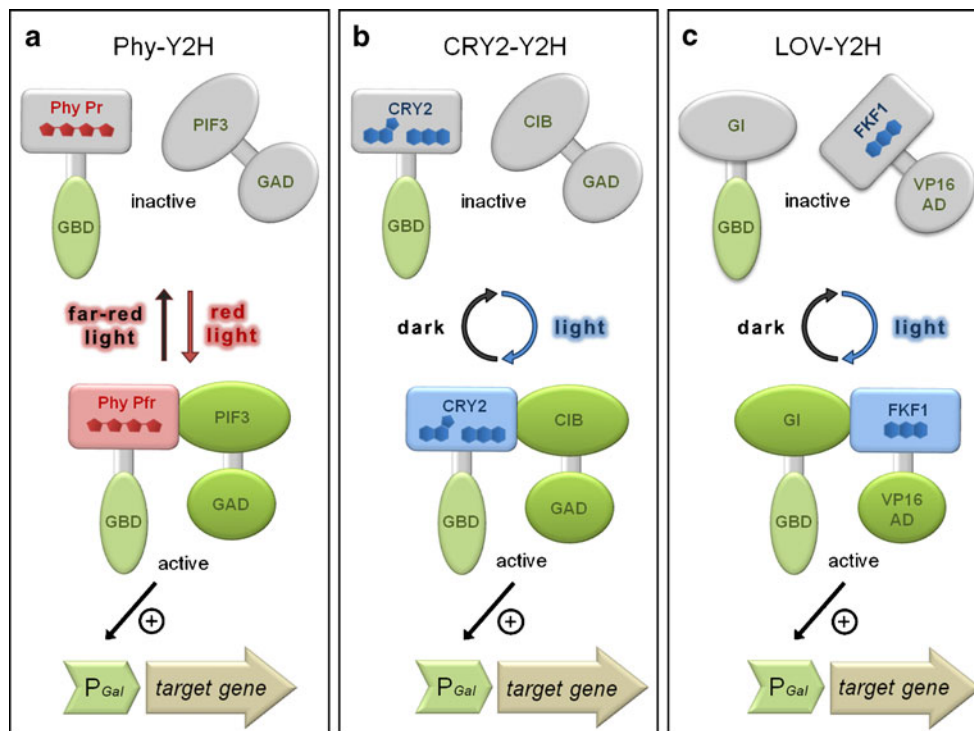 a
Phy-Y2H
Phy Pr
PIF3
GBD
GAD
inactive
far-red
light
red
light
Phy Pfr
PIF3
GBD
GAD
active
+
PGal
target gene
b
CRY2-Y2H
CRY2
CIB
GBD
GAD
inactive
dark
light
CRY2
CIB
GBD
GAD
active
+
PGal
target gene
c
LOV-Y2H
GI
FKF1
GBD
VP16
AD
inactive
dark
light
GI
FKF1
GBD
VP16
AD
active
+
PGal
target gene